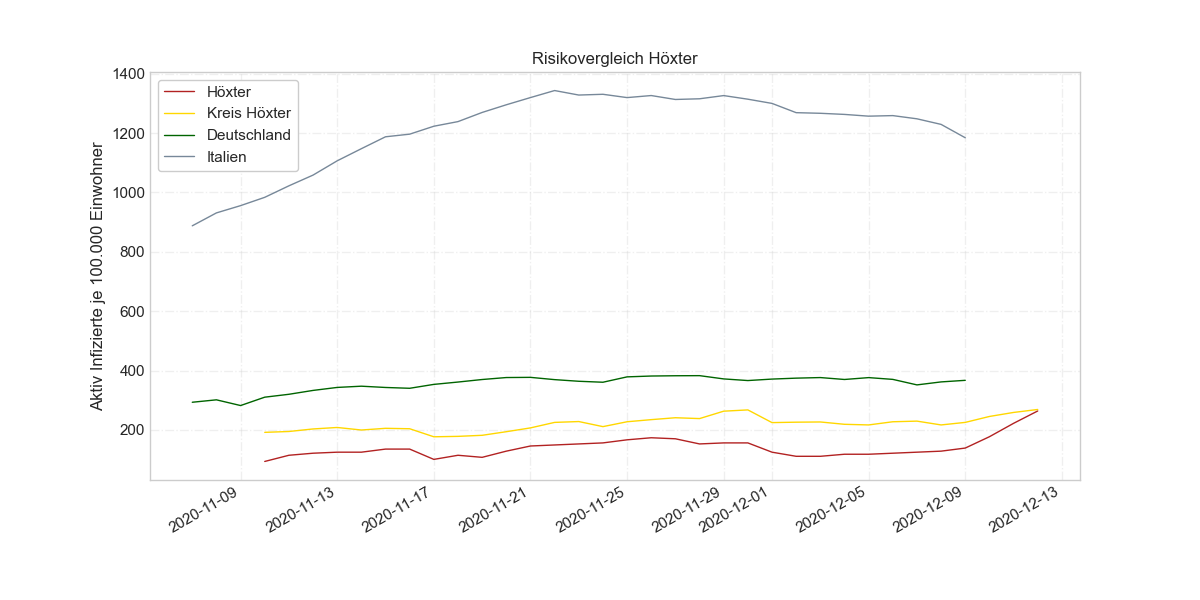 Risikovergleich Höxter
Höxter
Kreis Höxter
Deutschland
Italien
Aktiv Infizierte je 100.000 Einwohner
1400
1200
1000
800
600
400
200
2020-11-09
2020-11-13
2020-11-17
2020-11-21
2020-11-25
2020-11-29
2020-12-01
2020-12-05
2020-12-09
2020-12-13